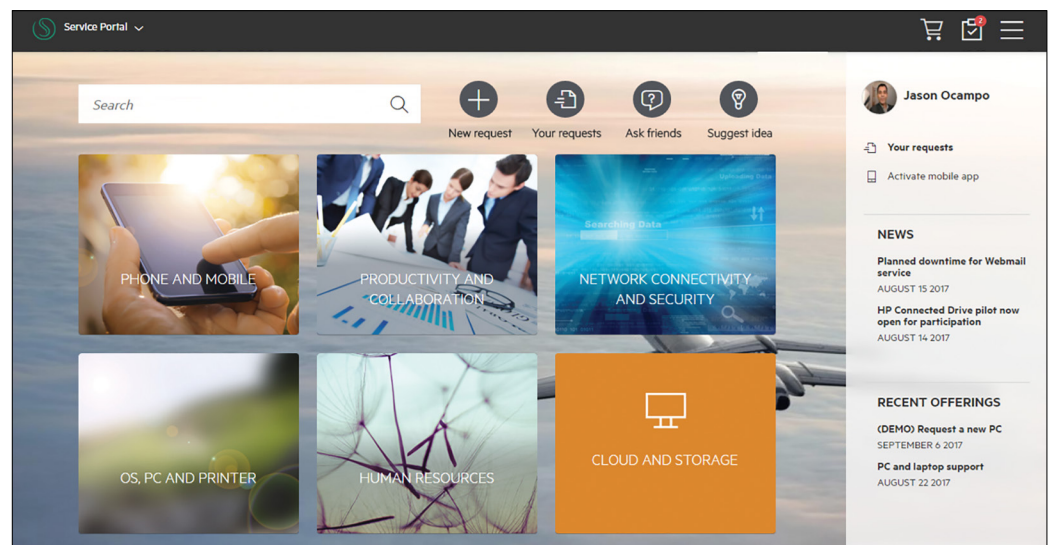 Service Portal
2
Search
New request
Your requests
Ask friends
Suggest idea
PHONE AND MOBILE
PRODUCTIVITY AND
COLLABORATION
Searching Data
NETWORK CONNECTIVITY
AND SECURITY
OS, PC AND PRINTER
HUMAN RESOURCES
CLOUD AND STORAGE
Jason Ocampo
Your requests
Activate mobile app
NEWS
Planned downtime for Webmail
service
AUGUST 15 2017
HP Connected Drive pilot now
open for participation
AUGUST 14 2017
RECENT OFFERINGS
(DEMO) Request a new PC
SEPTEMBER 6 2017
PC and laptop support
AUGUST 22 2017